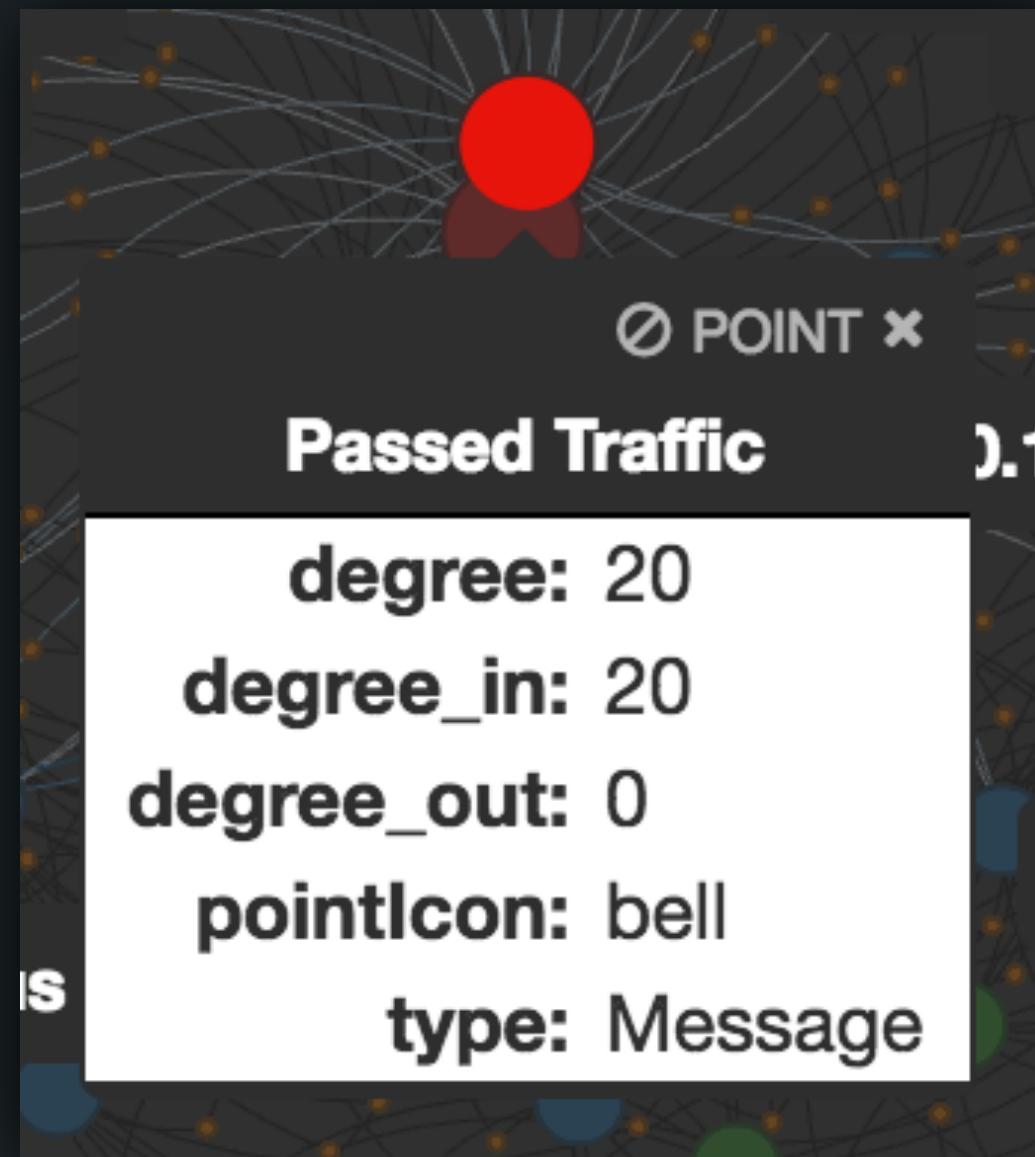 POINT
Passed Traffic
degree: 20
degree_in: 20
degree_out: 0
pointIcon: bell
type: Message